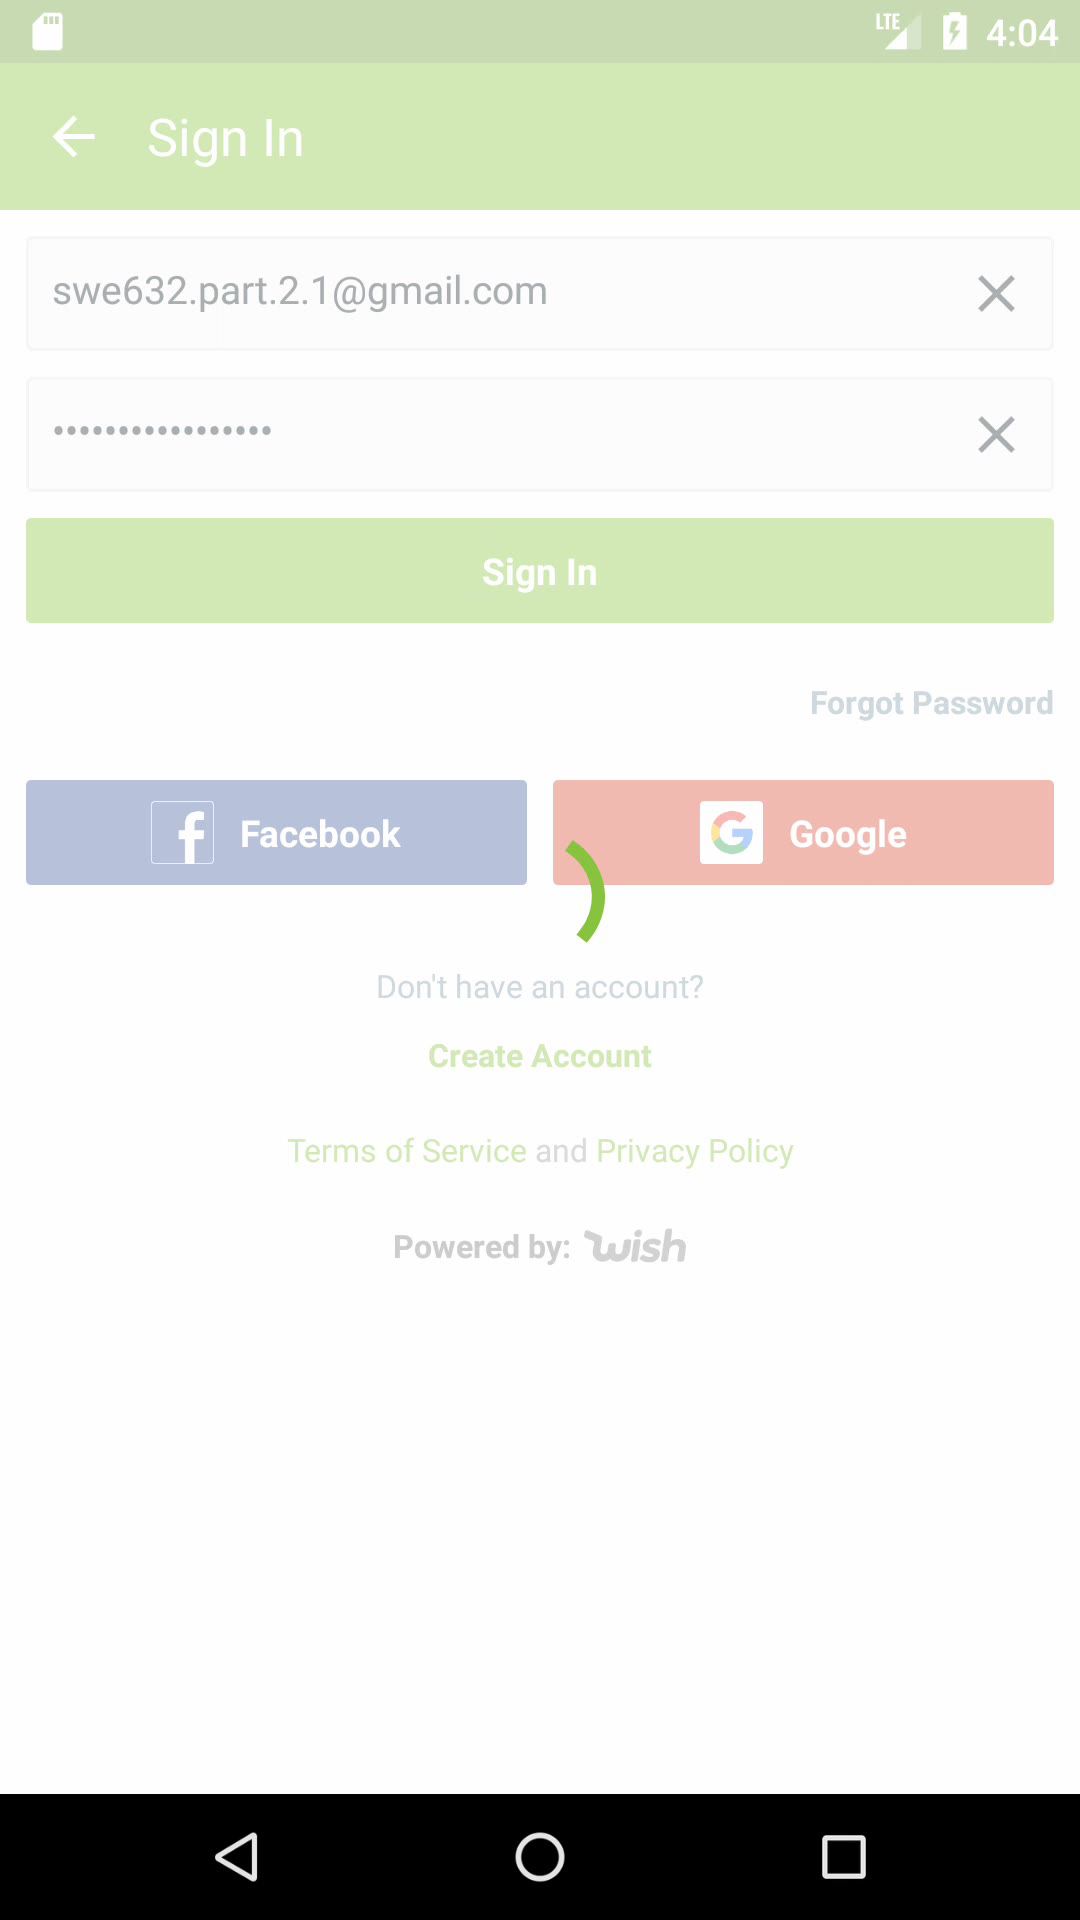 LTE 4:04
Sign In
swe632.part.2.1@gmail.com
•••••••••••••••••
Sign In
Forgot Password
Facebook Google
Don't have an account?
Create Account
Terms of Service and Privacy Policy
Powered by: wish